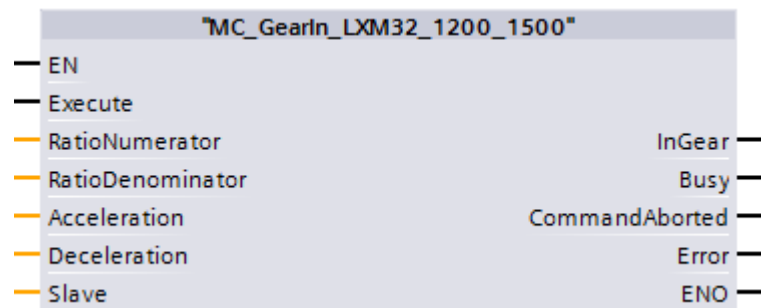 "MC_GearIn_LXM32_1200_1500"
EN
Execute
RatioNumerator InGear
RatioDenominator Busy
Acceleration CommandAborted
Deceleration Error
Slave ENO